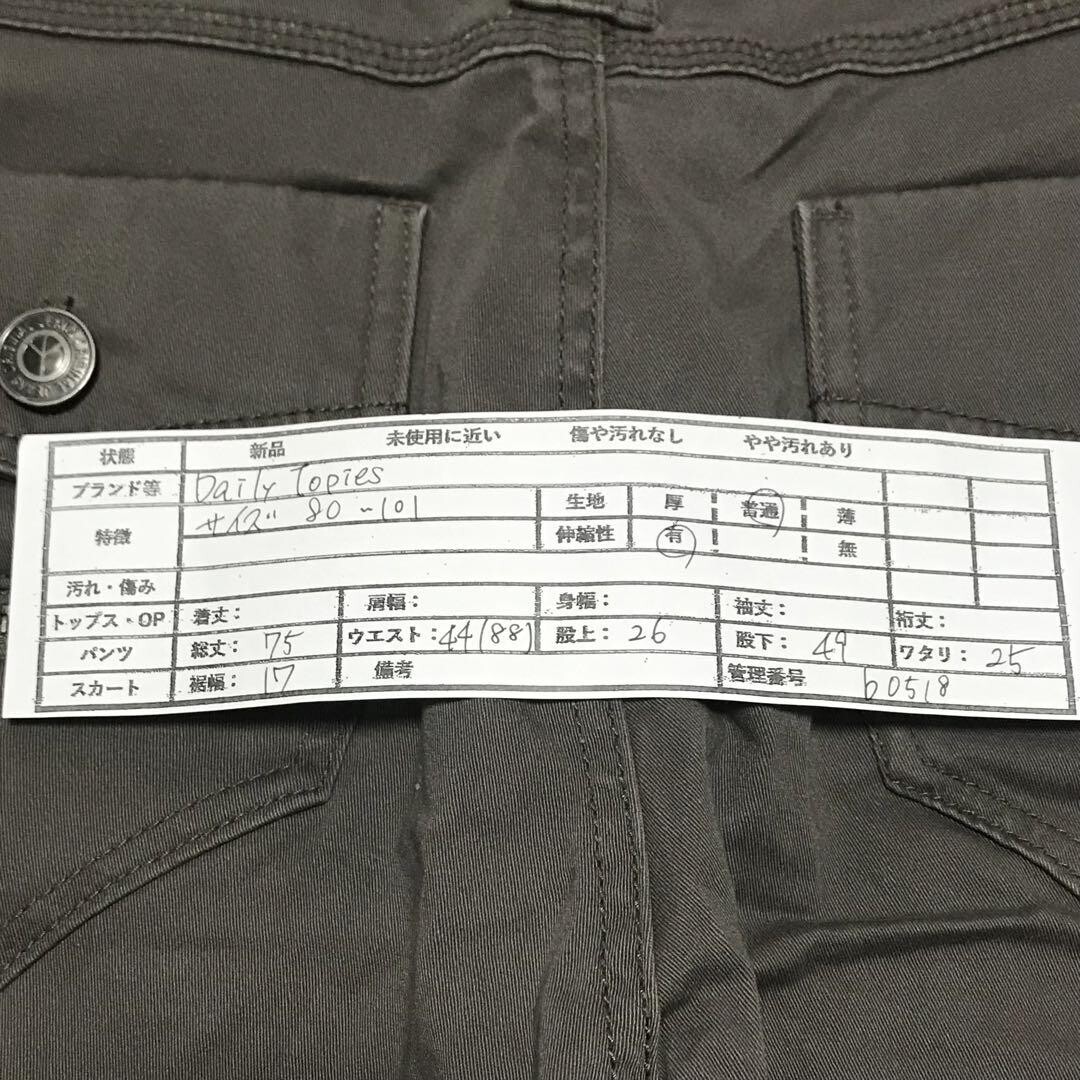 状態 新品 未使用に近い 傷や汚れなし やや汚れあり
ブランド等 Daily Topies
特徴 サイズ 80~101 生地 厚 普通 薄
伸縮性 有 無
汚れ・傷み
トップス・OP 着丈: 肩幅: 身幅: 袖丈: 裄丈:
パンツ 総丈: 75 ウエスト: 44(88) 股上: 26 股下: 49 ワタリ: 25
スカート 裾幅: 17 備考 管理番号 b0518